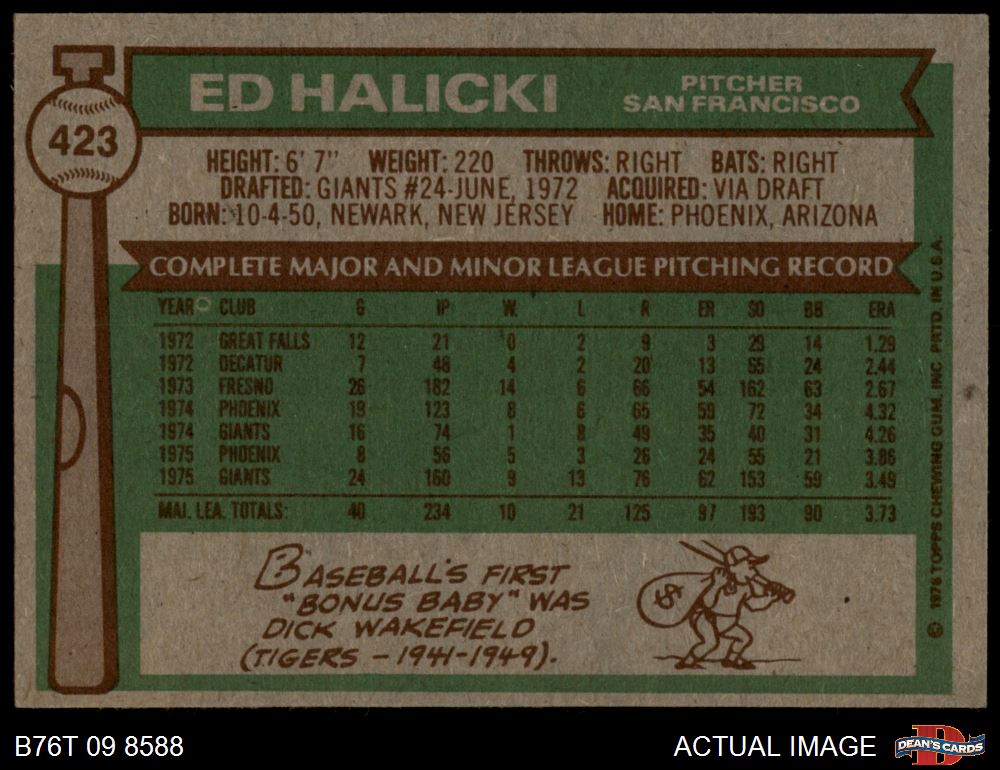 423
ED HALICKI
PITCHER
SAN FRANCISCO
HEIGHT: 6' 7" WEIGHT: 220 THROWS: RIGHT BATS: RIGHT
DRAFTED: GIANTS #24-JUNE, 1972 ACQUIRED: VIA DRAFT
BORN: 10-4-50, NEWARK, NEW JERSEY HOME: PHOENIX, ARIZONA
COMPLETE MAJOR AND MINOR LEAGUE PITCHING RECORD
YEAR CLUB G IP W. L R ER SO BB ERA
1972 GREAT FALLS 12 21 0 2 9 3 29 14 1.29
1972 DECATUR 7 48 4 2 20 13 65 24 2.44
1973 FRESNO 26 182 14 6 66 54 162 63 2.67
1974 PHOENIX 19 123 8 6 65 59 72 34 4.32
1974 GIANTS 16 74 1 8 49 35 40 31 4.26
1975 PHOENIX 8 56 5 3 26 24 55 21 3.86
1975 GIANTS 24 160 9 13 76 62 153 59 3.49
MAJ. LEA. TOTALS: 40 234 10 21 125 97 193 90 3.73
BASEBALL'S FIRST
"BONUS BABY" WAS
DICK WAKEFIELD
(TIGERS - 1941-1949).
$
© 1976 TOPPS CHEWING GUM, INC. PRTD. IN U.S.A.
B76T 09 8588
ACTUAL IMAGE
DEAN'S CARDS